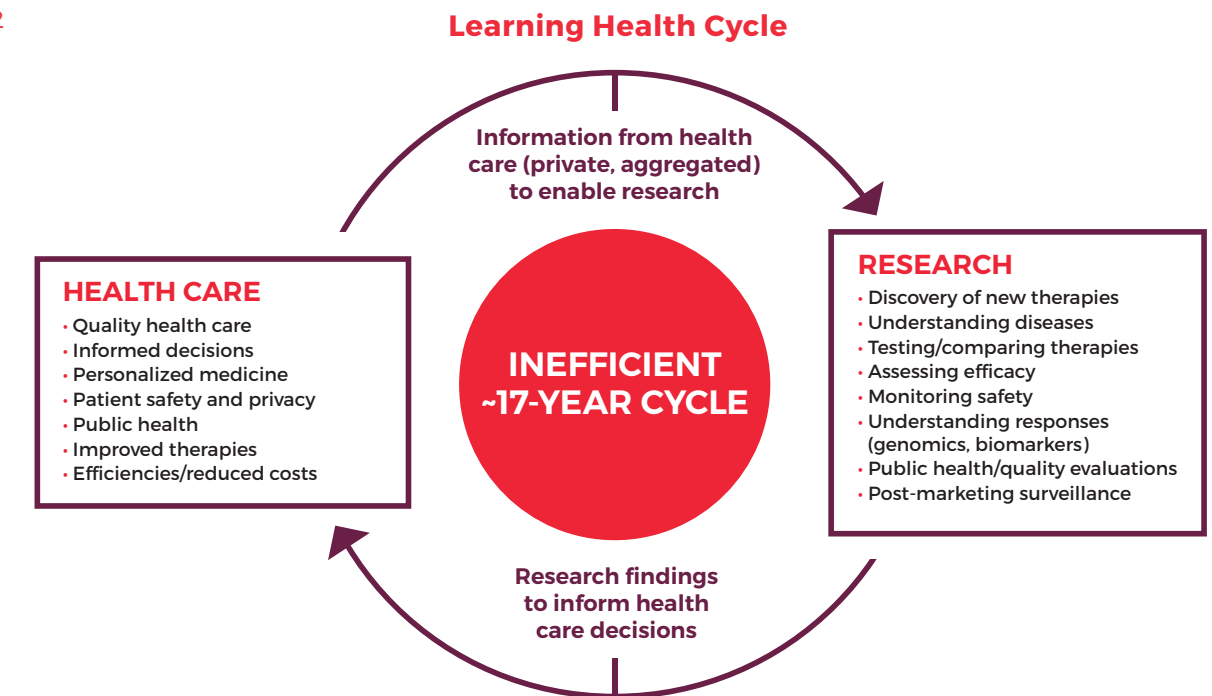 2
Learning Health Cycle
Information from health
care (private, aggregated)
to enable research
HEALTH CARE
• Quality health care
• Informed decisions
• Personalized medicine
• Patient safety and privacy
• Public health
• Improved therapies
• Efficiencies/reduced costs
INEFFICIENT
~17-YEAR CYCLE
RESEARCH
• Discovery of new therapies
• Understanding diseases
• Testing/comparing therapies
• Assessing efficacy
• Monitoring safety
• Understanding responses
(genomics, biomarkers)
• Public health/quality evaluations
• Post-marketing surveillance
Research findings
to inform health
care decisions